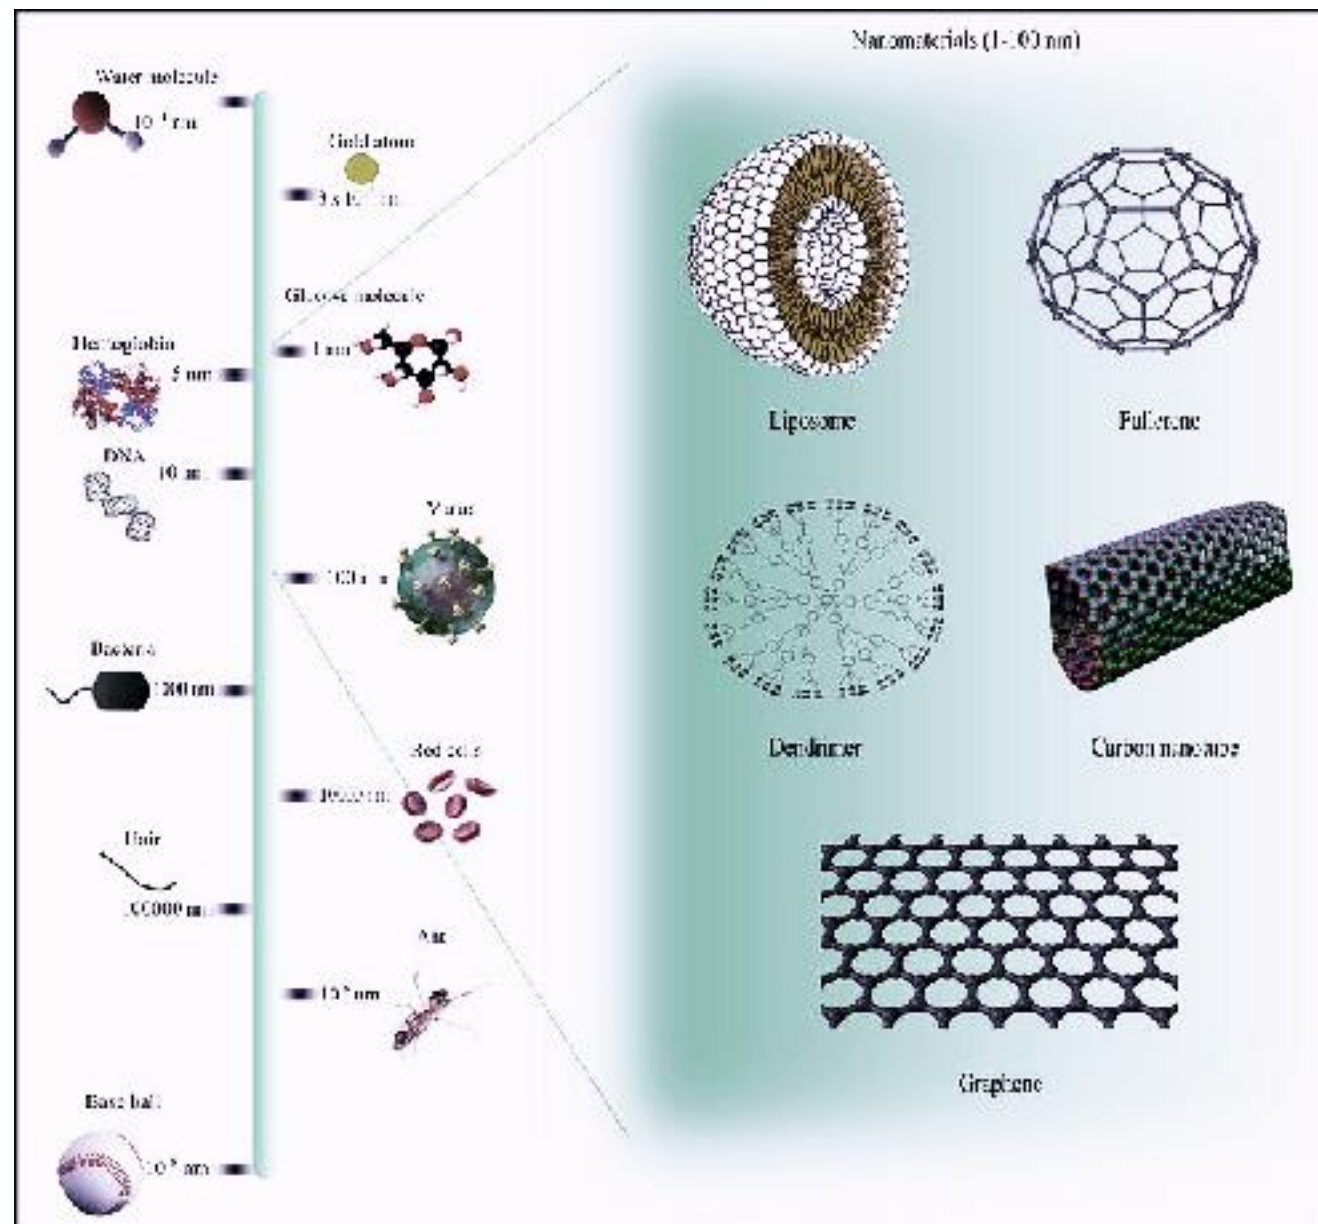 Nanomaterials (1-100 nm)
Water molecule
Gold atom
Glucose molecule
1 nm
Hemoglobin
5 nm
DNA
10 nm
Virus
100 nm
Bacteria
Red cells
Hair
100000 nm
Ant
Base ball
Liposome
Fullerene
Dendrimer
Carbon nanotube
Graphene